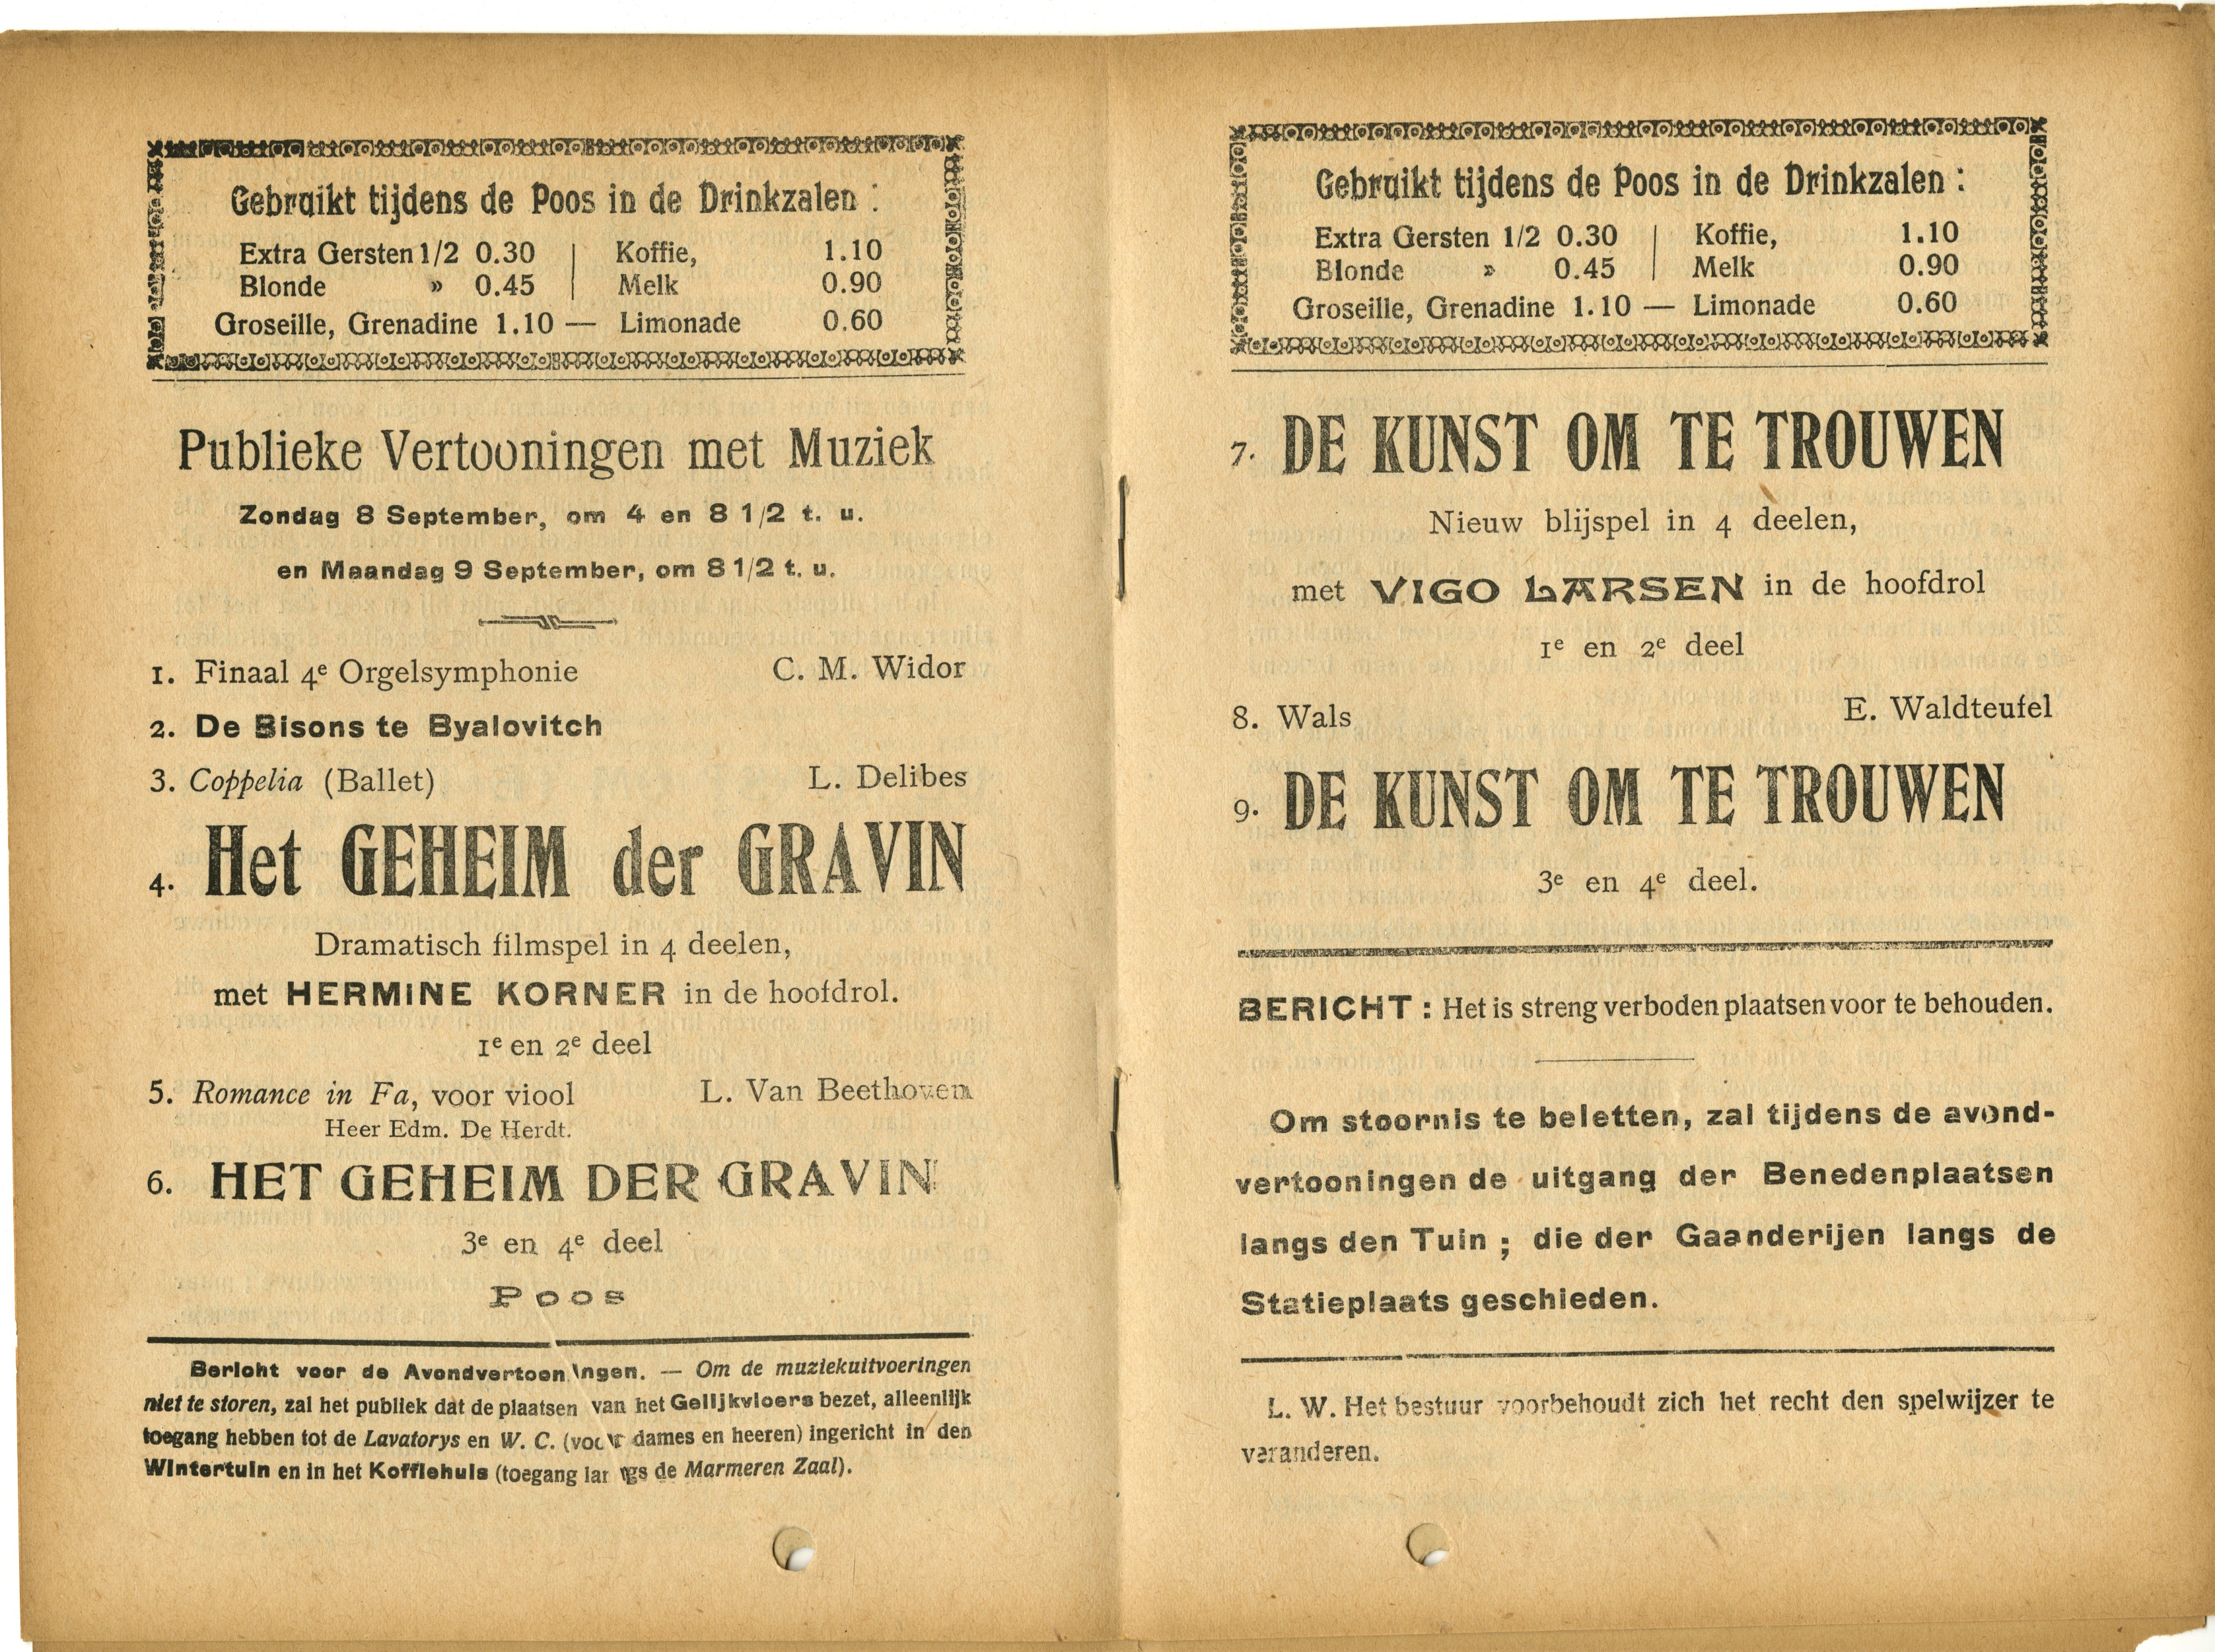 Gebruikt tijdens de Poos in de Drinkzalen :
Extra Gersten 1/2 0.30 | Koffie, 1.10
Blonde » 0.45 | Melk 0.90
Groseille, Grenadine 1.10 — Limonade 0.60
Publieke Vertooningen met Muziek
Zondag 8 September, om 4 en 8 1/2 t. u.
en Maandag 9 September, om 8 1/2 t. u.
1. Finaal 4e Orgelsymphonie C. M. Widor
2. De Bisons te Byalovitch
3. Coppelia (Ballet) L. Delibes
4. Het GEHEIM der GRAVIN
Dramatisch filmspel in 4 deelen,
met HERMINE KORNER in de hoofdrol.
1e en 2e deel
5. Romance in Fa, voor viool L. Van Beethoven
Heer Edm. De Herdt.
6. HET GEHEIM DER GRAVIN
3e en 4e deel
Poos
Bericht voor de Avondvertooningen. — Om de muziekuitvoeringen
niet te storen, zal het publiek dat de plaatsen van het Gelijkvloers bezet, alleenlijk
toegang hebben tot de Lavatorys en W. C. (voor dames en heeren) ingericht in den
Wintertuin en in het Koffiehuis (toegang langs de Marmeren Zaal).
Gebruikt tijdens de Poos in de Drinkzalen :
Extra Gersten 1/2 0.30 | Koffie, 1.10
Blonde » 0.45 | Melk 0.90
Groseille, Grenadine 1.10 — Limonade 0.60
7. DE KUNST OM TE TROUWEN
Nieuw blijspel in 4 deelen,
met VIGO LARSEN in de hoofdrol
1e en 2e deel
8. Wals E. Waldteufel
9. DE KUNST OM TE TROUWEN
3e en 4e deel.
BERICHT : Het is streng verboden plaatsen voor te behouden.
Om stoornis te beletten, zal tijdens de avond-
vertooningen de uitgang der Benedenplaatsen
langs den Tuin ; die der Gaanderijen langs de
Statieplaats geschieden.
L. W. Het bestuur voorbehoudt zich het recht den spelwijzer te
veranderen.